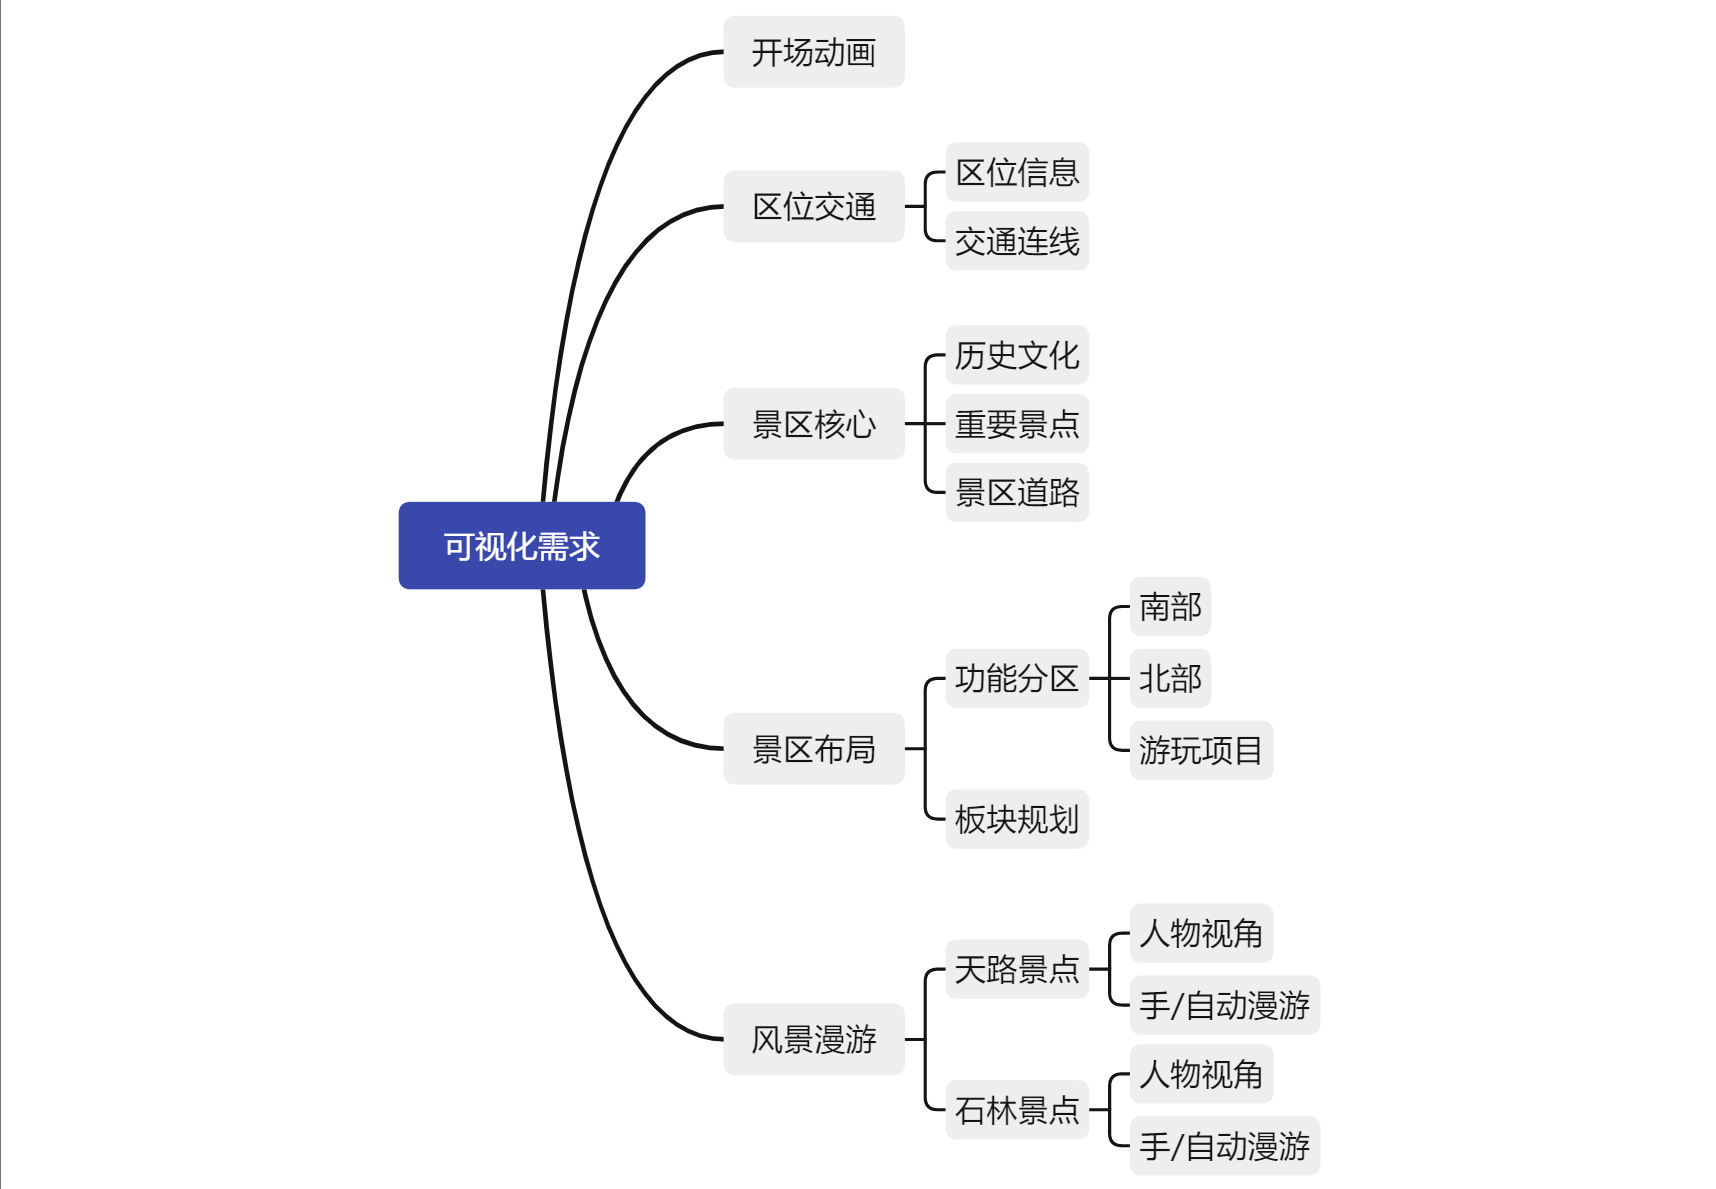 可视化需求
开场动画
区位交通
区位信息
交通连线
景区核心
历史文化
重要景点
景区道路
景区布局
功能分区
南部
北部
游玩项目
板块规划
风景漫游
天路景点
人物视角
手/自动漫游
石林景点
人物视角
手/自动漫游